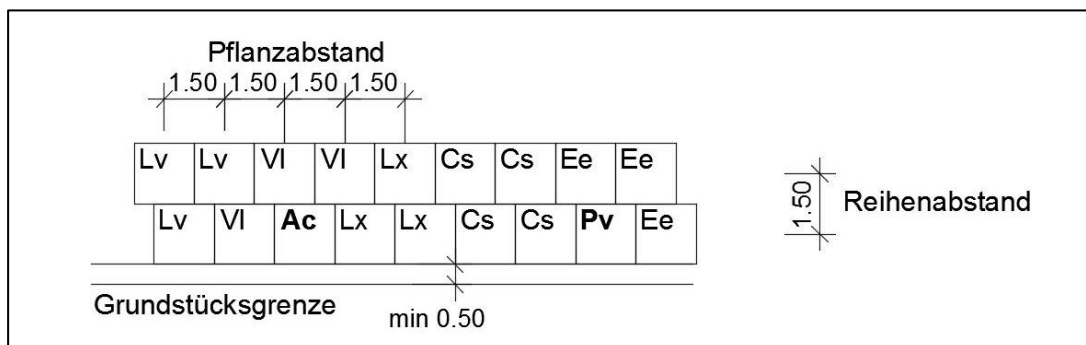 Pflanzabstand
1.50 1.50 1.50 1.50
Lv Lv Vl Vl Lx Cs Cs Ee Ee
Lv Vl Ac Lx Lx Cs Cs Pv Ee
1.50
Reihenabstand
Grundstücksgrenze
min 0.50